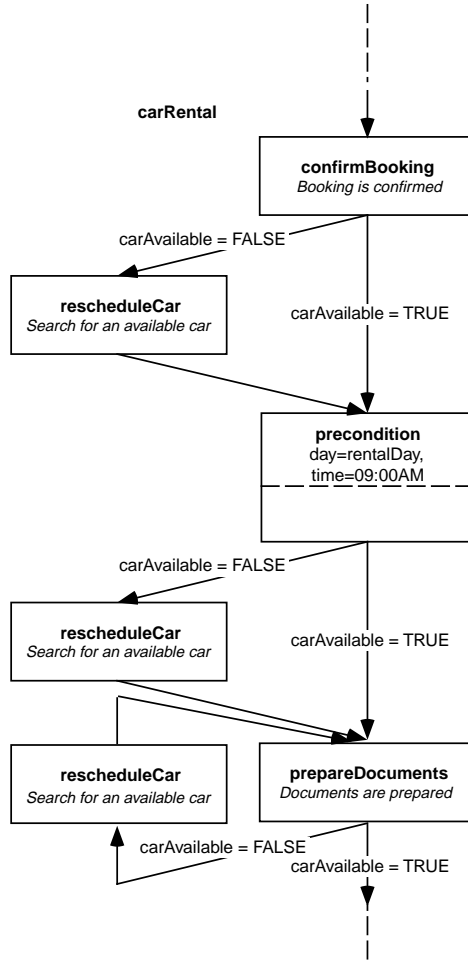 carRental
confirmBooking
Booking is confirmed
carAvailable = FALSE
rescheduleCar
Search for an available car
carAvailable = TRUE
precondition
day=rentalDay,
time=09:00AM
carAvailable = FALSE
rescheduleCar
Search for an available car
carAvailable = TRUE
rescheduleCar
Search for an available car
prepareDocuments
Documents are prepared
carAvailable = FALSE
carAvailable = TRUE